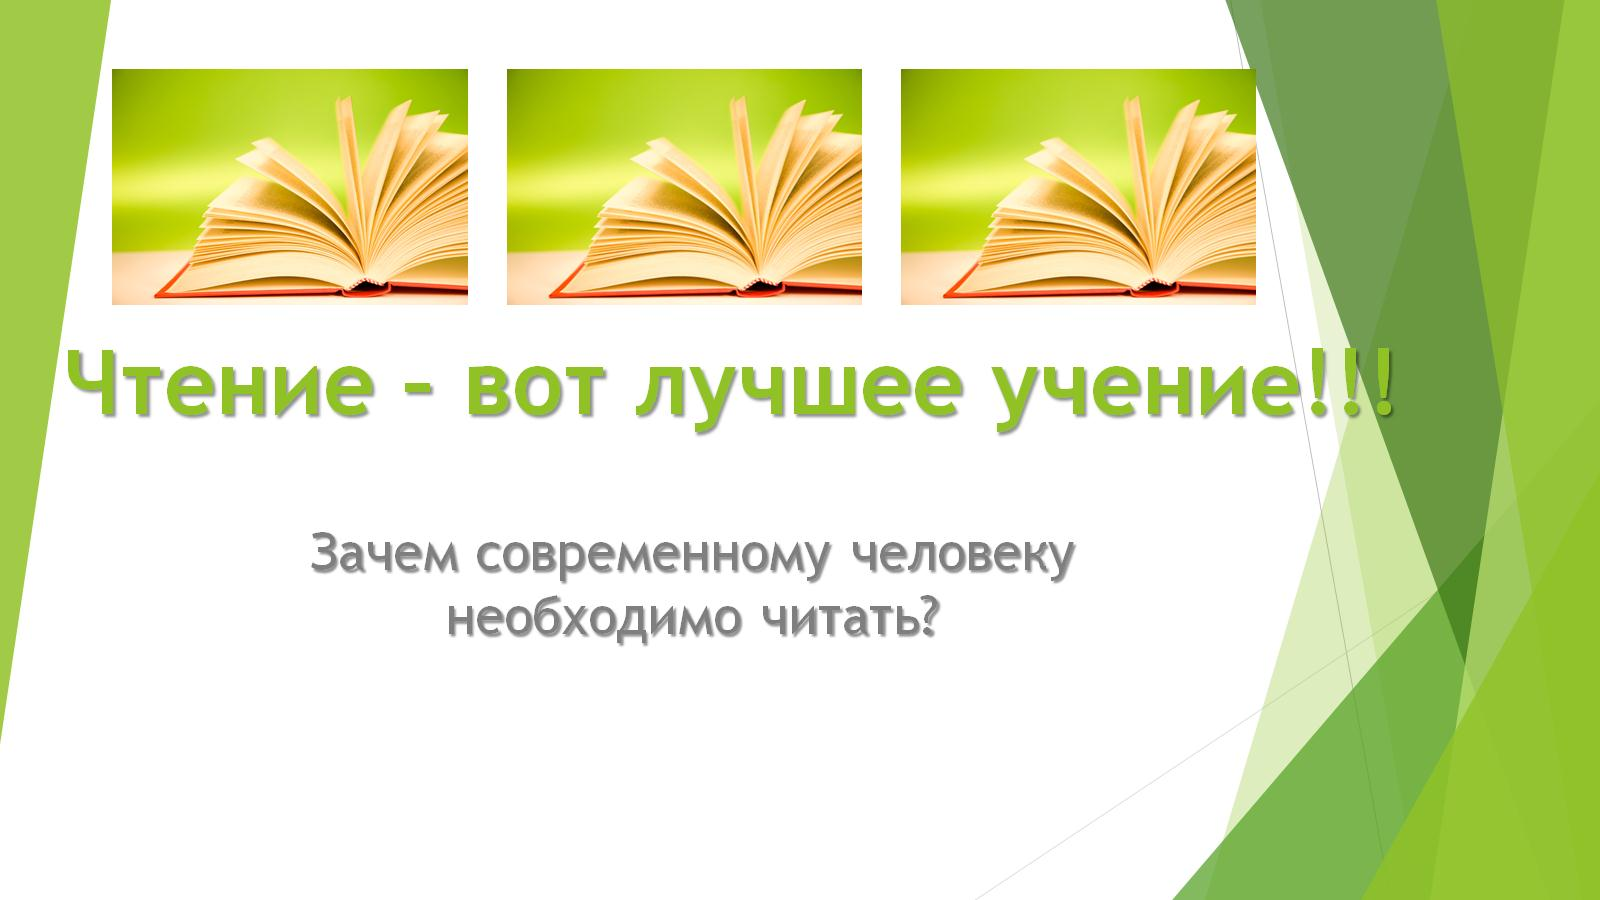 Чтение – вот лучшее учение!!!
Зачем современному человеку
необходимо читать?